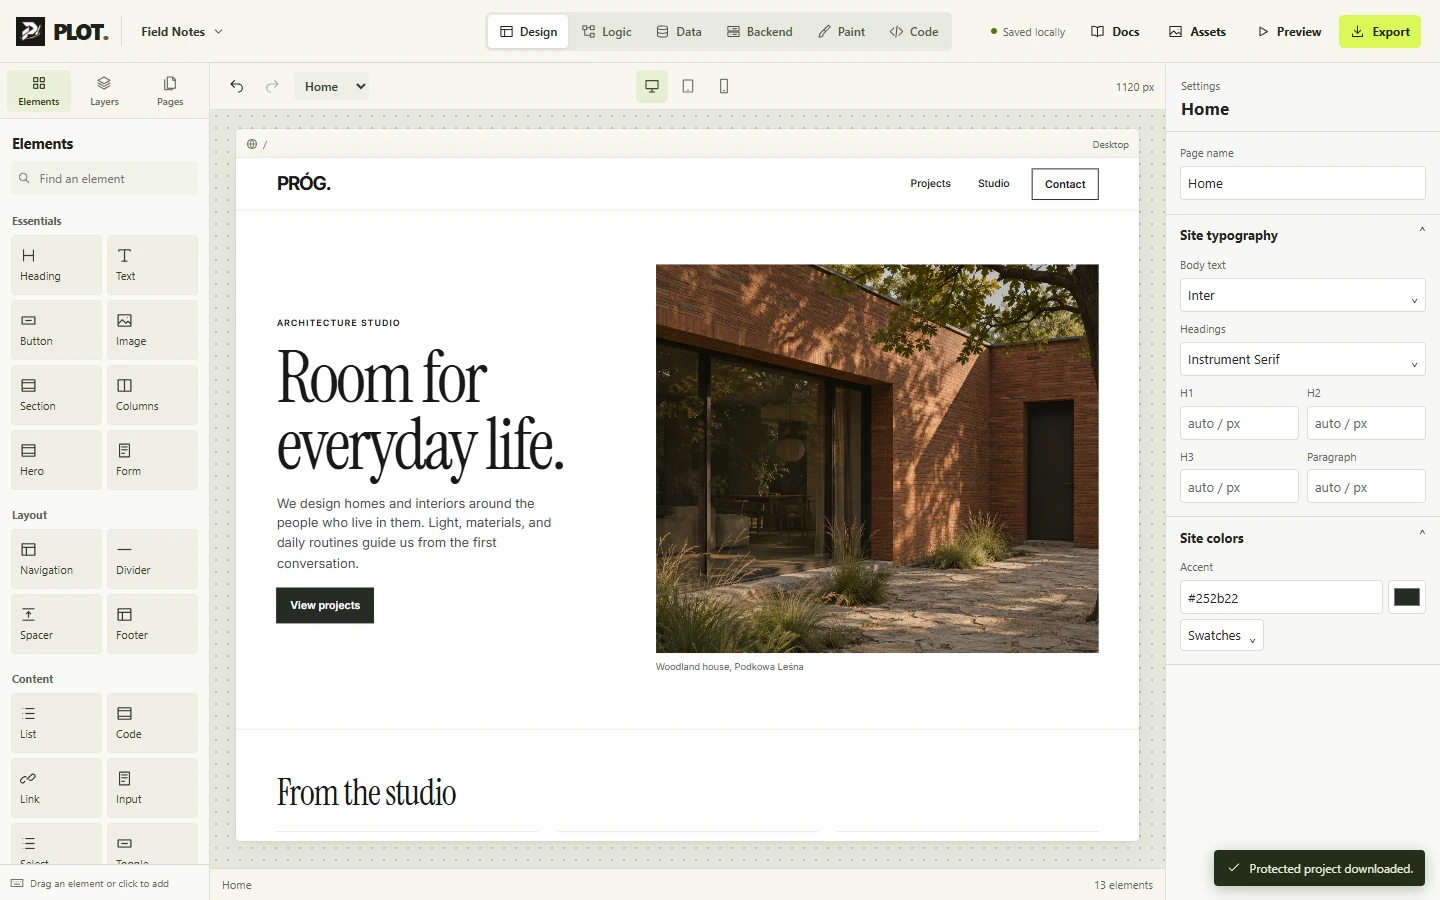 PLOT.
Field Notes
Design
Logic
Data
Backend
Paint
Code
Saved locally
Docs
Assets
Preview
Export
Elements
Layers
Pages
Home
1120 px
Settings
Home
Elements
Find an element
Essentials
Heading
Text
Button
Image
Section
Columns
Hero
Form
Layout
Navigation
Divider
Spacer
Footer
Content
List
Code
Link
Input
Select
Toggle
Drag an element or click to add
/
Desktop
PRÓG.
Projects
Studio
Contact
ARCHITECTURE STUDIO
Room for
everyday life.
We design homes and interiors around the
people who live in them. Light, materials, and
daily routines guide us from the first
conversation.
View projects
Woodland house, Podkowa Leśna
From the studio
Home
13 elements
Page name
Home
Site typography
Body text
Inter
Headings
Instrument Serif
H1
H2
auto / px
auto / px
H3
Paragraph
auto / px
auto / px
Site colors
Accent
#252b22
Swatches
Protected project downloaded.